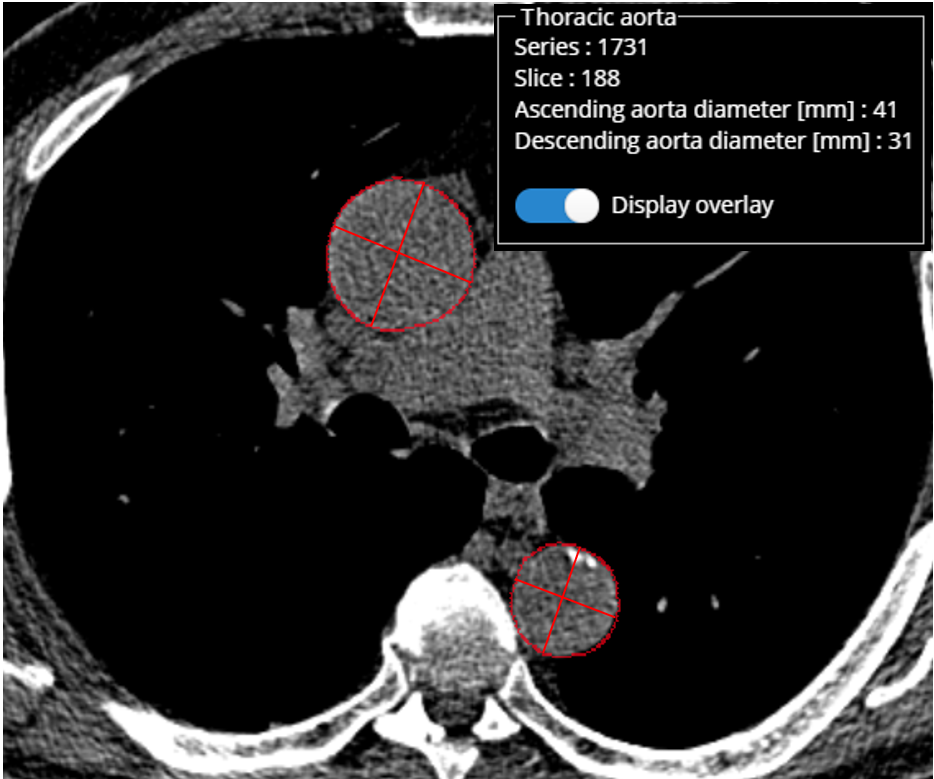 Thoracic aorta
Series : 1731
Slice : 188
Ascending aorta diameter [mm] : 41
Descending aorta diameter [mm] : 31
Display overlay